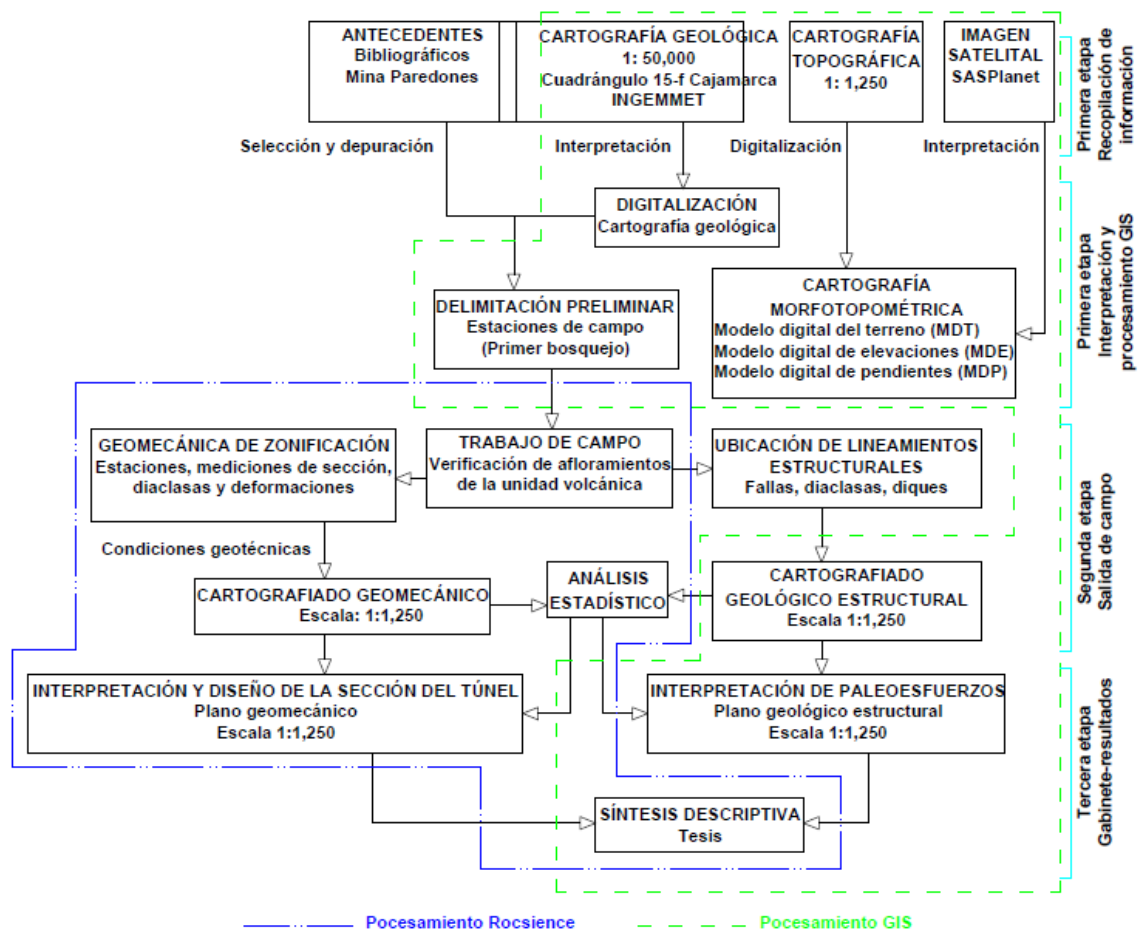 ANTECEDENTES
Bibliográficos
Mina Paredones
CARTOGRAFÍA GEOLÓGICA
1: 50,000
Cuadrángulo 15-f Cajamarca
INGEMMET
CARTOGRAFÍA
TOPOGRÁFICA
1: 1,250
IMAGEN
SATELITAL
SASPlanet
Primera etapa
Recopilación de
información
Selección y depuración
Interpretación
Digitalización
Interpretación
DIGITALIZACIÓN
Cartografía geológica
DELIMITACIÓN PRELIMINAR
Estaciones de campo
(Primer bosquejo)
CARTOGRAFÍA
MORFOTOPOMÉTRICA
Modelo digital del terreno (MDT)
Modelo digital de elevaciones (MDE)
Modelo digital de pendientes (MDP)
Primera etapa
Interpretación y
procesamiento GIS
GEOMECÁNICA DE ZONIFICACIÓN
Estaciones, mediciones de sección,
diaclasas y deformaciones
TRABAJO DE CAMPO
Verificación de afloramientos
de la unidad volcánica
UBICACIÓN DE LINEAMIENTOS
ESTRUCTURALES
Fallas, diaclasas, diques
Condiciones geotécnicas
CARTOGRAFIADO GEOMECÁNICO
Escala: 1:1,250
ANÁLISIS
ESTADÍSTICO
CARTOGRAFIADO
GEOLÓGICO ESTRUCTURAL
Escala 1:1,250
Segunda etapa
Salida de campo
INTERPRETACIÓN Y DISEÑO DE LA SECCIÓN DEL TÚNEL
Plano geomecánico
Escala 1:1,250
INTERPRETACIÓN DE PALEOESFUERZOS
Plano geológico estructural
Escala 1:1,250
SÍNTESIS DESCRIPTIVA
Tesis
Tercera etapa
Gabinete-resultados
Pocesamiento Rocsience
Pocesamiento GIS